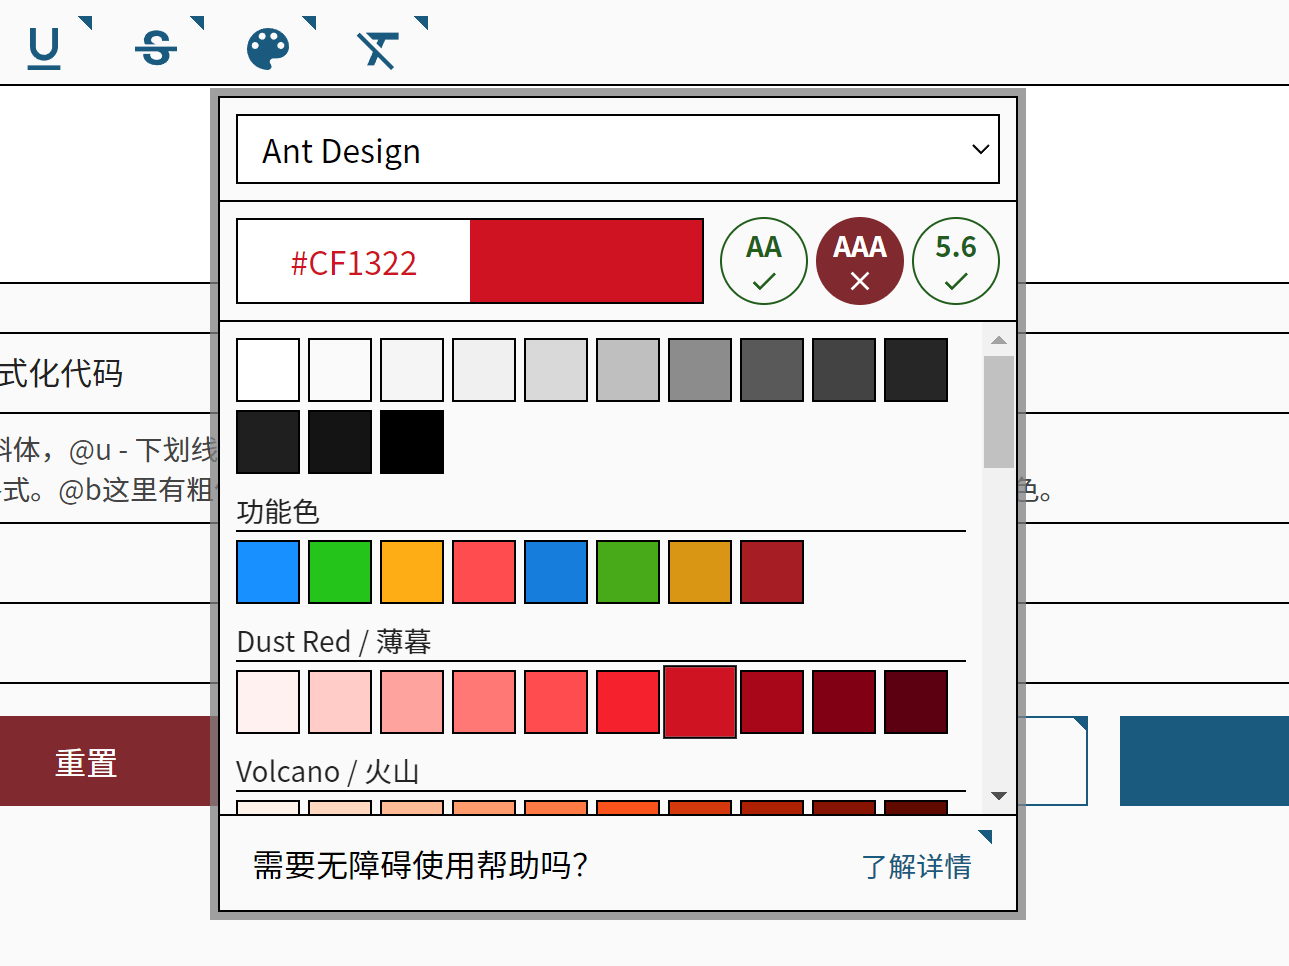 Ant Design
#CF1322
AA
AAA
5.6
式化代码
斜体，@u - 下划线
式。@b这里有粗
色。
功能色
Dust Red / 薄暮
Volcano / 火山
重置
需要无障碍使用帮助吗？
了解详情